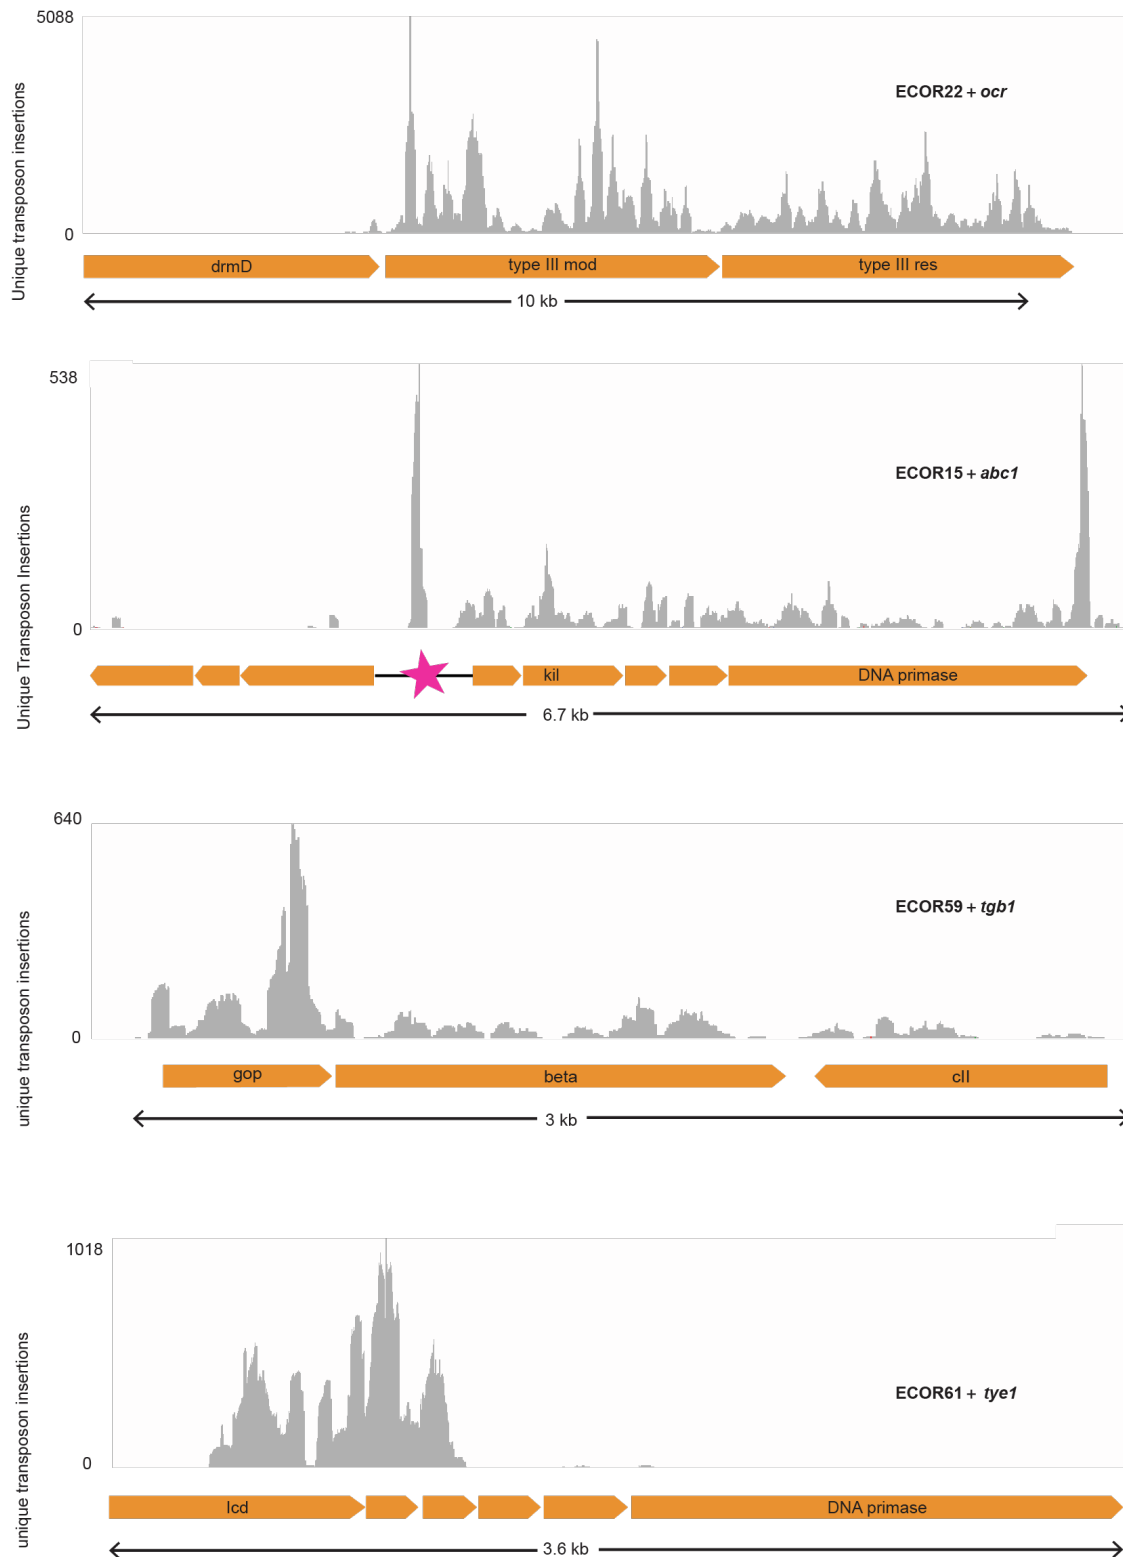 5088
Unique transposon insertions
ECOR22 + ocr
0
drmD
type III mod
type III res
10 kb
538
Unique Transposon Insertions
ECOR15 + abc1
0
kil
DNA primase
6.7 kb
640
unique transposon insertions
ECOR59 + tgb1
0
gop
beta
cII
3 kb
1018
unique transposon insertions
ECOR61 + tye1
0
Icd
DNA primase
3.6 kb